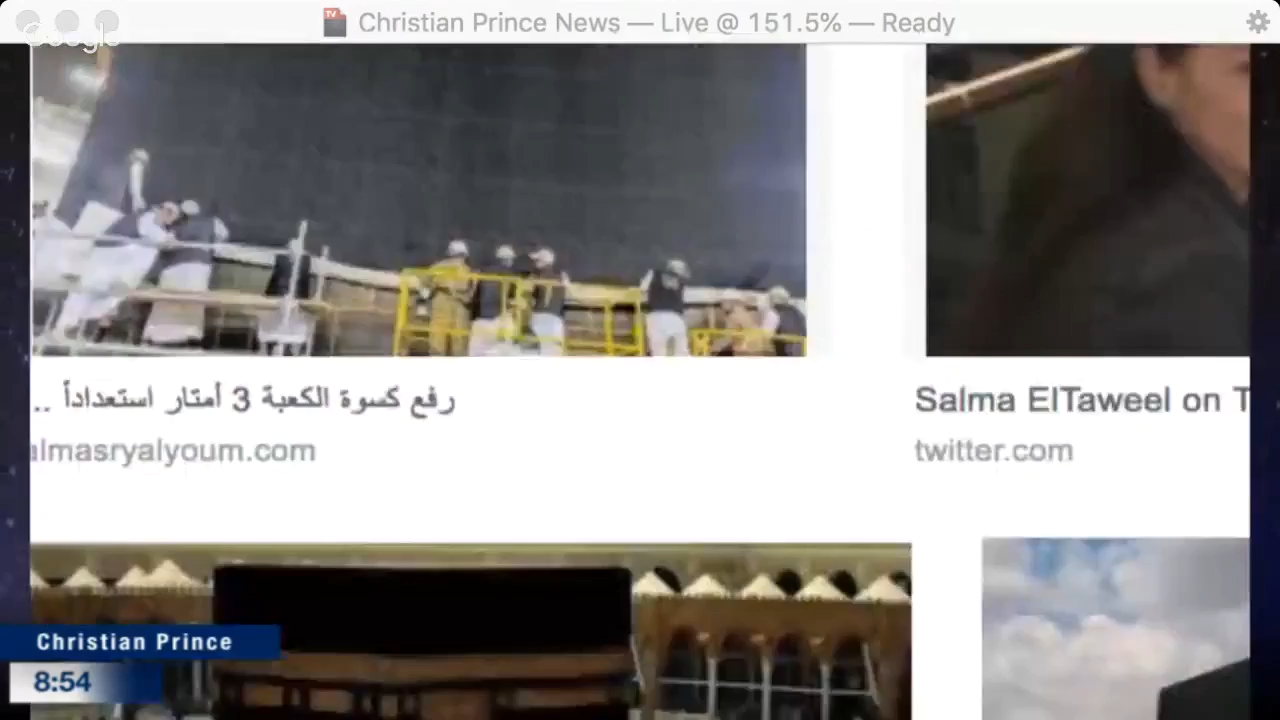 Christian Prince News — Live @ 151.5% — Ready
Google
رفع كسوة الكعبة 3 أمتار استعداداً ..
almasryalyoum.com
Salma ElTaweel on T
twitter.com
Christian Prince
8:54